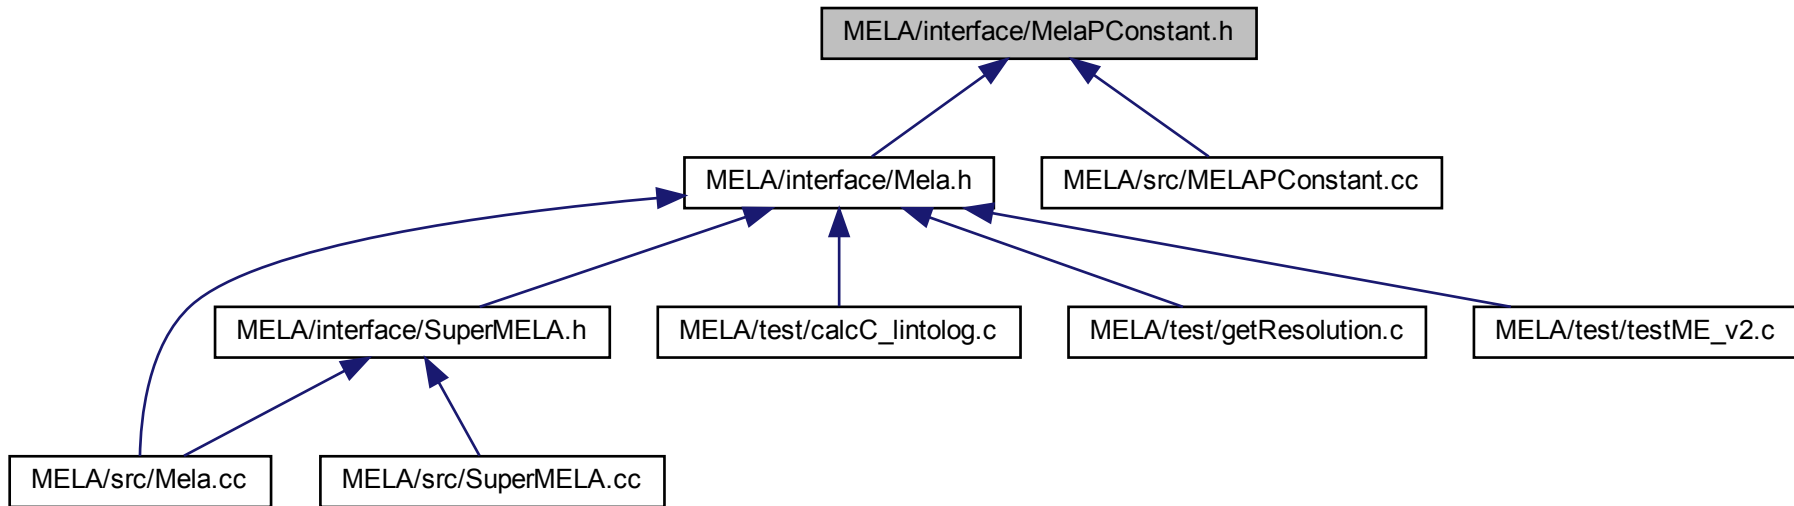 MELA/interface/MelaPConstant.h
MELA/interface/Mela.h
MELA/src/MELAPConstant.cc
MELA/interface/SuperMELA.h
MELA/test/calcC_lintolog.c
MELA/test/getResolution.c
MELA/test/testME_v2.c
MELA/src/Mela.cc
MELA/src/SuperMELA.cc